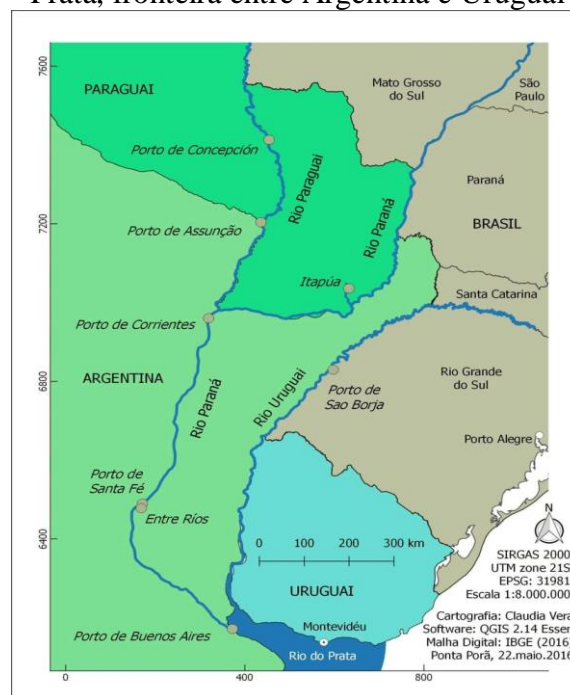 Prata, fronteira entre Argentina e Uruguai
7600
7200
6800
6400
PARAGUAI
Mato Grosso
do Sul
São
Paulo
Porto de Concepción
Rio Paraguai
Paraná
Rio Paraná
BRASIL
Porto de Assunção
Itapúa
Santa Catarina
Porto de Corrientes
ARGENTINA
Rio Paraná
Rio Uruguai
Porto de
Sao Borja
Rio Grande
do Sul
Porto Alegre
Porto de
Santa Fé
Entre Ríos
0 100 200 300 km
N
SIRGAS 2000
UTM zone 21S
EPSG: 31981
Escala 1:8.000.000
URUGUAI
Montevidéu
Cartografia: Claudia Vera
Software: QGIS 2.14 Essen
Malha Digital: IBGE (2016)
Ponta Porã, 22.maio.2016
Porto de Buenos Aires
Rio do Prata
0 400 800